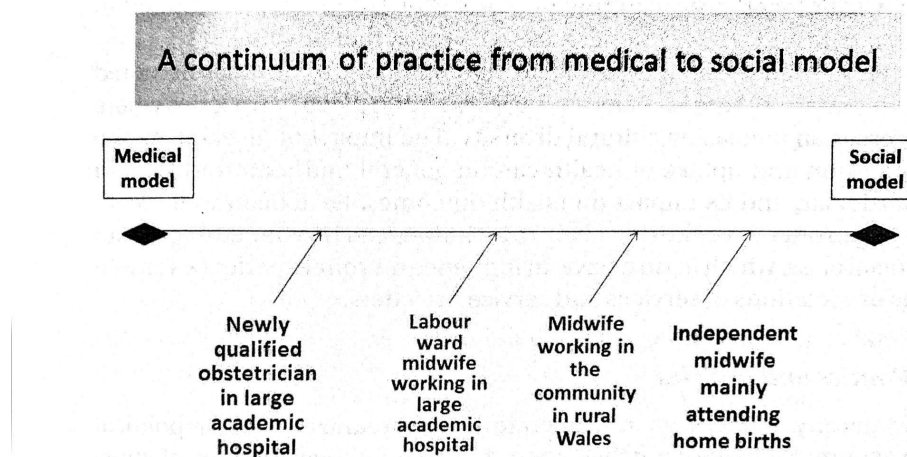 A continuum of practice from medical to social model
Medical
model
Social
model
Newly
qualified
obstetrician
in large
academic
hospital
Labour
ward
midwife
working in
large
academic
hospital
Midwife
working in
the
community
in rural
Wales
Independent
midwife
mainly
attending
home births